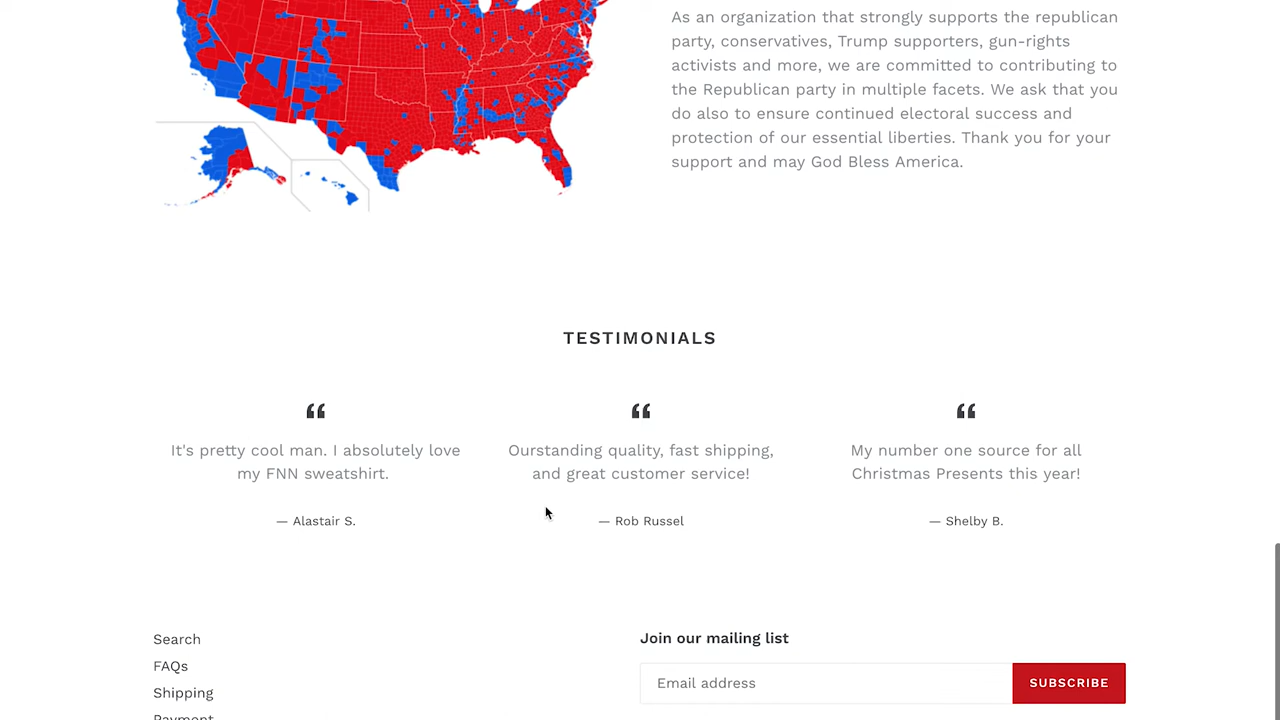 As an organization that strongly supports the republican
party, conservatives, Trump supporters, gun-rights
activists and more, we are committed to contributing to
the Republican party in multiple facets. We ask that you
do also to ensure continued electoral success and
protection of our essential liberties. Thank you for your
support and may God Bless America.
TESTIMONIALS
“
It's pretty cool man. I absolutely love
my FNN sweatshirt.
— Alastair S.
“
Ourstanding quality, fast shipping,
and great customer service!
— Rob Russel
“
My number one source for all
Christmas Presents this year!
— Shelby B.
Search
FAQs
Shipping
Payment
Join our mailing list
Email address
SUBSCRIBE